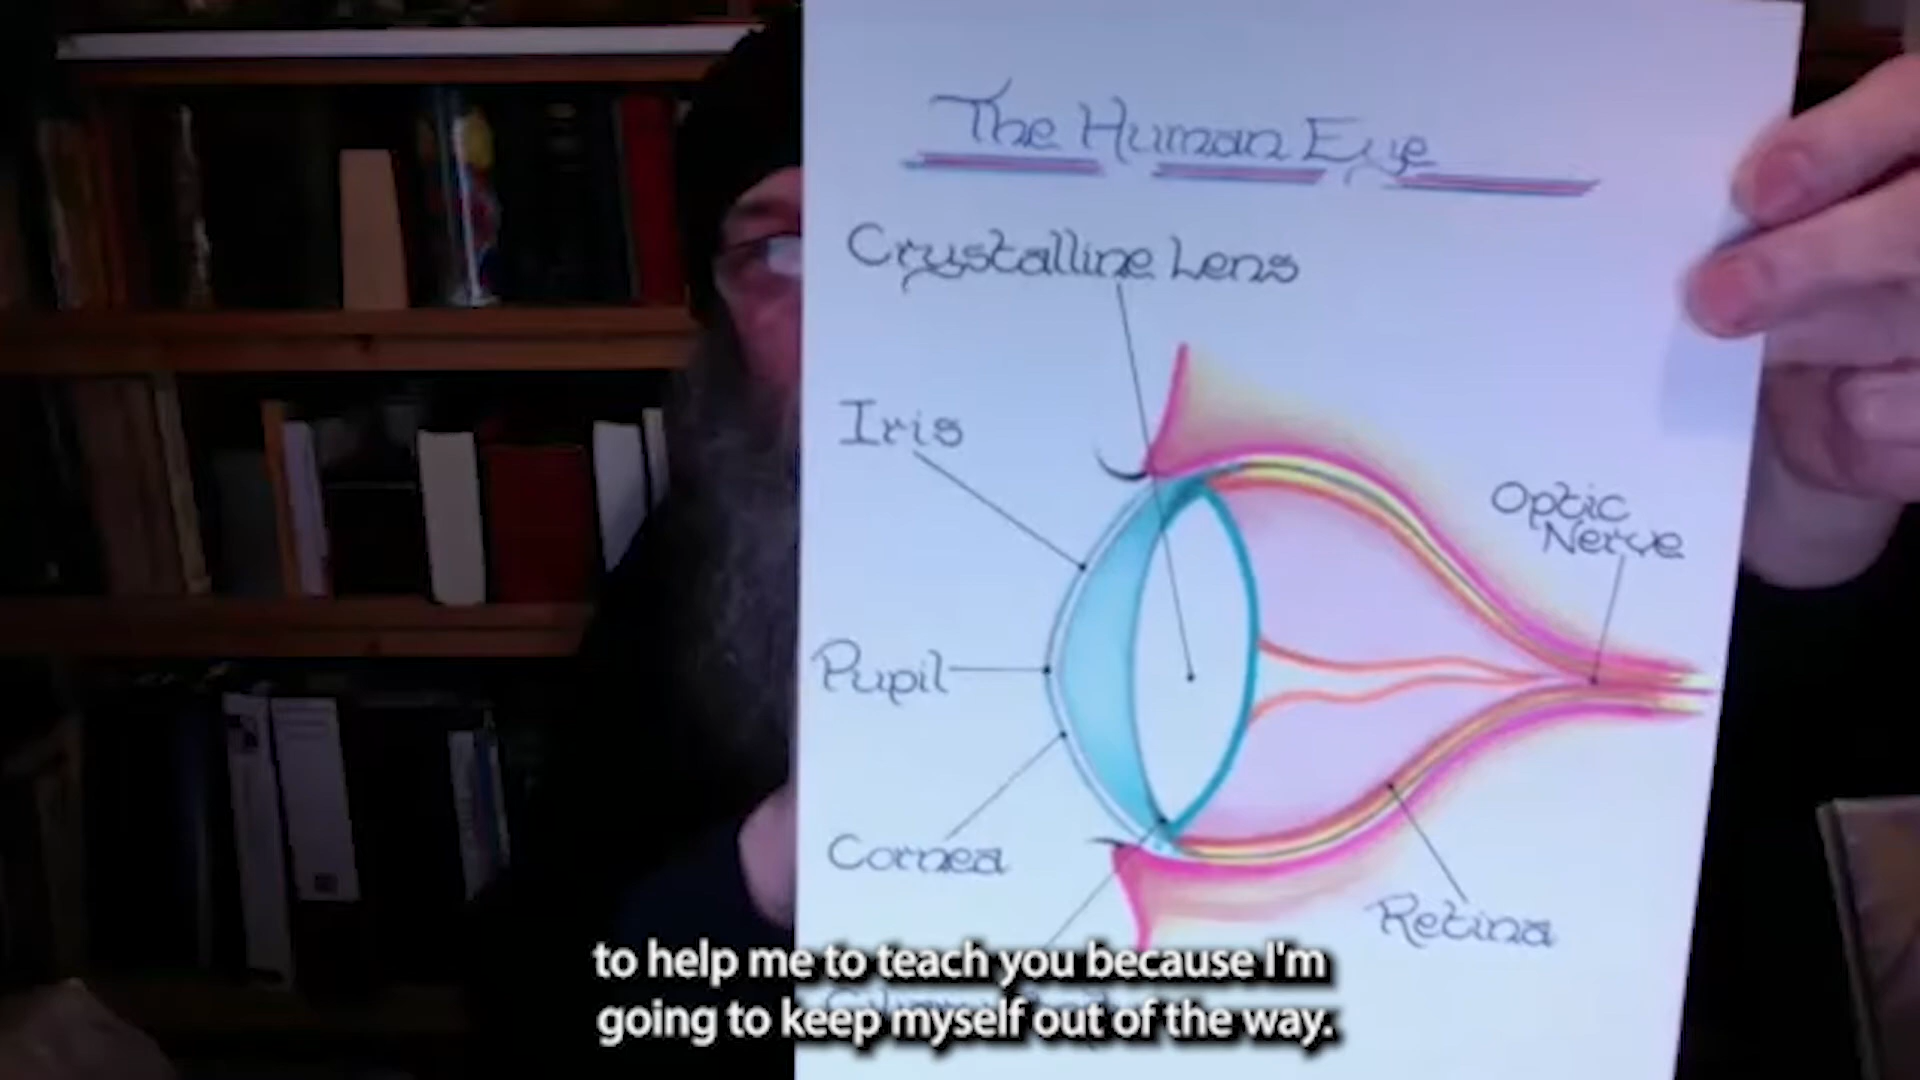 The Human Eye
Crystalline Lens
Iris
Optic
Nerve
Pupil
Cornea
Retina
to help me to teach you because I'm
going to keep myself out of the way.